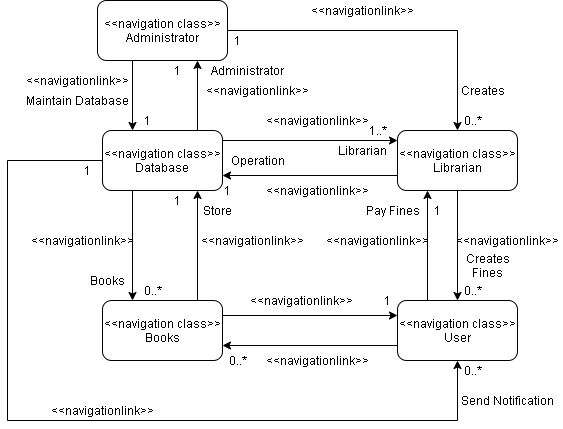 <<navigation class>>
Administrator
<<navigationlink>>
1
<<navigationlink>>
Maintain Database
1
Administrator
<<navigationlink>>
Creates
1
<<navigationlink>>
1..*
0..*
<<navigation class>>
Database
Librarian
<<navigation class>>
Librarian
Operation
1
1
<<navigationlink>>
1
Store
Pay Fines
1
<<navigationlink>>
<<navigationlink>>
<<navigationlink>>
<<navigationlink>>
Creates
Fines
Books
0..*
0..*
<<navigationlink>>
1
<<navigation class>>
Books
<<navigation class>>
User
0..*
<<navigationlink>>
0..*
<<navigationlink>>
Send Notification